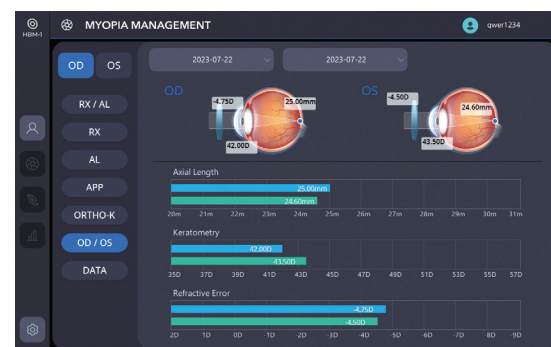 HBM-1
MYOPIA MANAGEMENT
qwer1234
OD OS
2023-07-22 2023-07-22
OD
-4.75D 25.00mm
42.00D
OS
-4.50D
24.60mm
43.50D
RX / AL
RX
AL
APP
ORTHO-K
OD / OS
DATA
Axial Length
25.00mm
24.60mm
20m 21m 22m 23m 24m 25m 26m 27m 28m 29m 30m 31m
Keratometry
42.00D
43.50D
35D 37D 39D 41D 43D 45D 47D 49D 51D 53D 55D 57D
Refractive Error
-4.75D
-4.50D
2D 1D 0D -1D -2D -3D -4D -5D -6D -7D -8D -9D